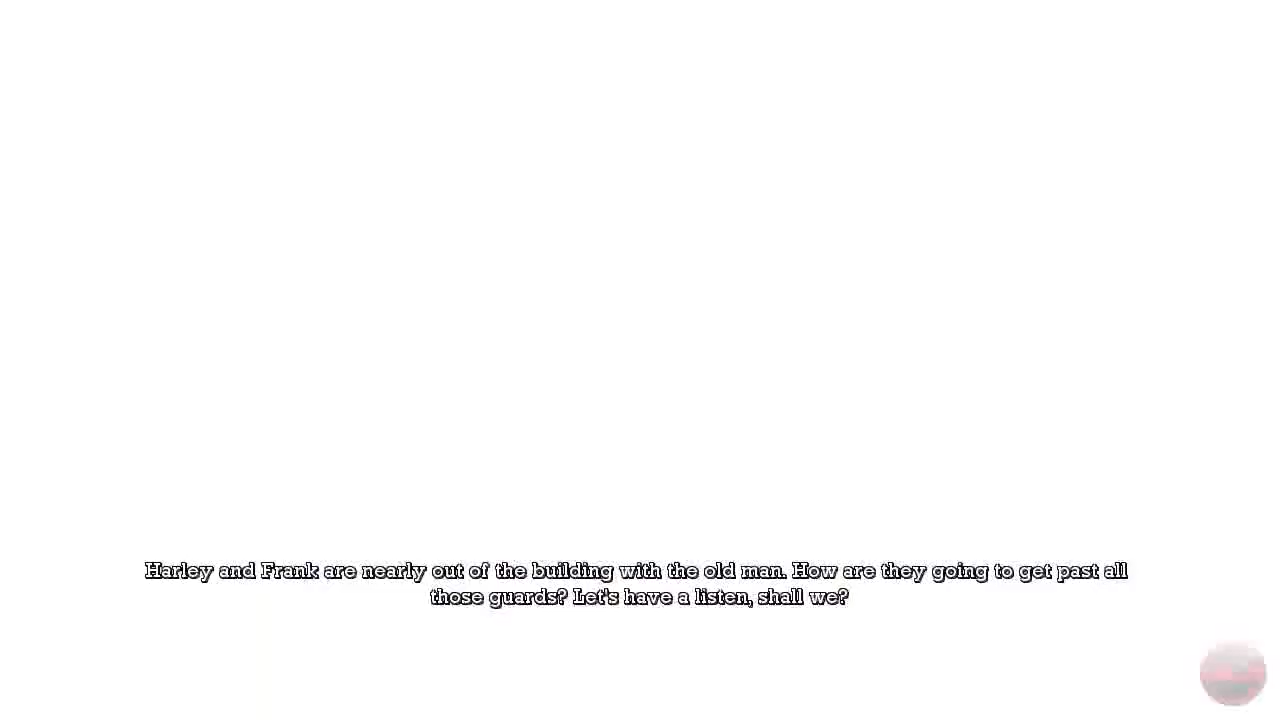 Harley and Frank are nearly out of the building with the old man. How are they going to get past all
those guards? Let's have a listen, shall we?